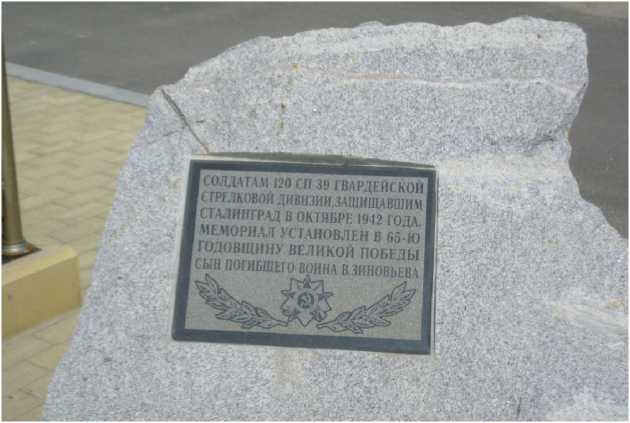 СОЛДАТАМ 120 СП 39 ГВАРДЕЙСКОЙ
СТРЕЛКОВОЙ ДИВИЗИИ, ЗАЩИЩАВШИМ
СТАЛИНГРАД В ОКТЯБРЕ 1942 ГОДА.
МЕМОРИАЛ УСТАНОВЛЕН В 65-Ю
ГОДОВЩИНУ ВЕЛИКОЙ ПОБЕДЫ
СЫН ПОГИБШЕГО ВОИНА В.ЗИНОВЬЕВА